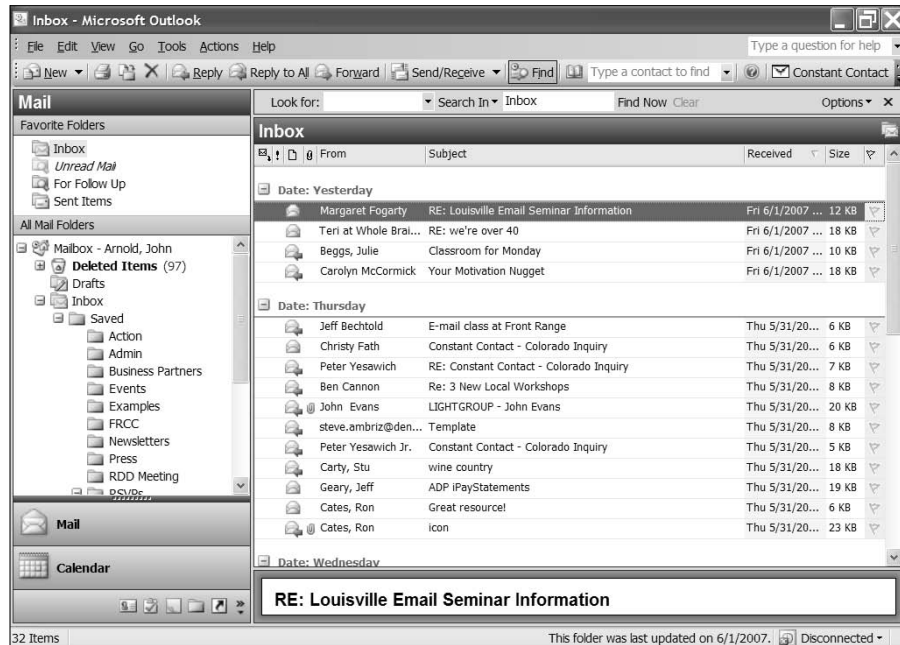 Inbox - Microsoft Outlook
File Edit View Go Tools Actions Help Type a question for help
New Reply Reply to All Forward Send/Receive Find Type a contact to find Constant Contact
Mail
Favorite Folders
Inbox
Unread Mail
For Follow Up
Sent Items
All Mail Folders
Mailbox - Arnold, John
Deleted Items (97)
Drafts
Inbox
Saved
Action
Admin
Business Partners
Events
Examples
FRCC
Newsletters
Press
RDD Meeting
RSVPs
Mail
Calendar
Look for: Search In Inbox Find Now Clear Options
Inbox
From Subject Received Size
Date: Yesterday
Margaret Fogarty RE: Louisville Email Seminar Information Fri 6/1/2007 ... 12 KB
Teri at Whole Brai... RE: we're over 40 Fri 6/1/2007 ... 18 KB
Beggs, Julie Classroom for Monday Fri 6/1/2007 ... 10 KB
Carolyn McCormick Your Motivation Nugget Fri 6/1/2007 ... 18 KB
Date: Thursday
Jeff Bechtold E-mail class at Front Range Thu 5/31/20... 6 KB
Christy Fath Constant Contact - Colorado Inquiry Thu 5/31/20... 6 KB
Peter Yesawich RE: Constant Contact - Colorado Inquiry Thu 5/31/20... 7 KB
Ben Cannon Re: 3 New Local Workshops Thu 5/31/20... 8 KB
John Evans LIGHTGROUP - John Evans Thu 5/31/20... 20 KB
steve.ambriz@den... Template Thu 5/31/20... 8 KB
Peter Yesawich Jr. Constant Contact - Colorado Inquiry Thu 5/31/20... 5 KB
Carty, Stu wine country Thu 5/31/20... 18 KB
Geary, Jeff ADP iPayStatements Thu 5/31/20... 19 KB
Cates, Ron Great resource! Thu 5/31/20... 6 KB
Cates, Ron icon Thu 5/31/20... 23 KB
Date: Wednesday
RE: Louisville Email Seminar Information
32 Items This folder was last updated on 6/1/2007. Disconnected